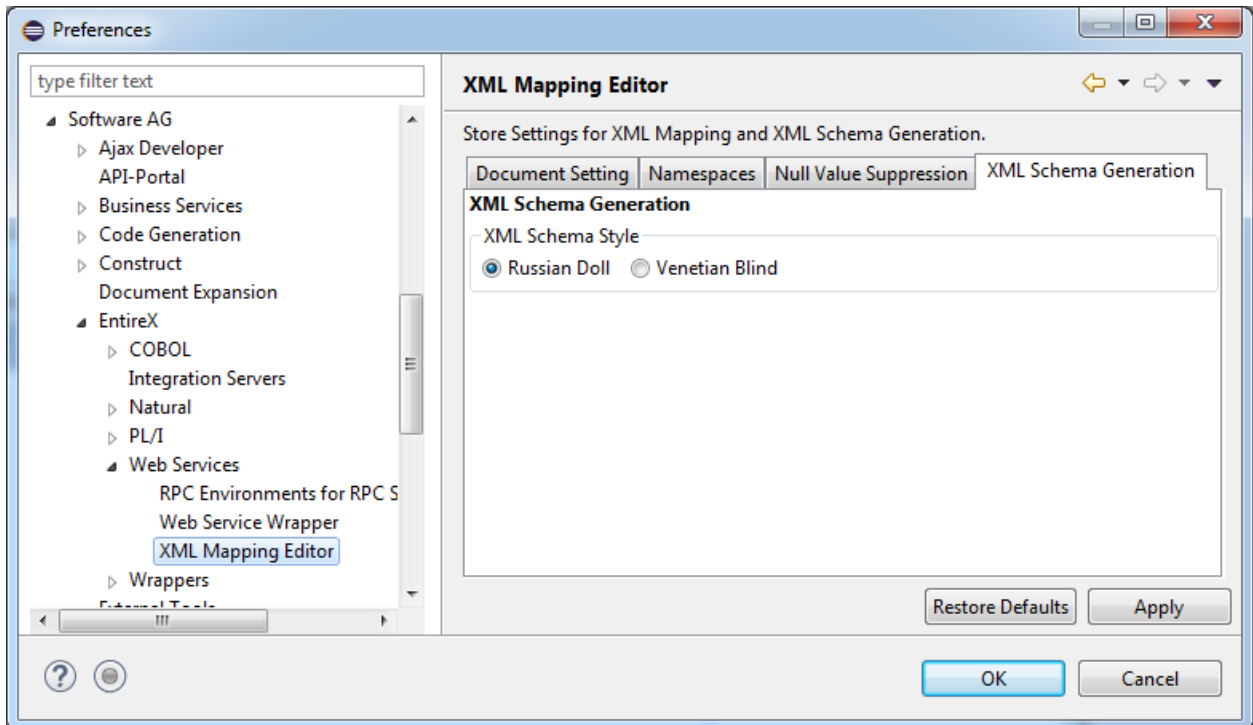 Preferences
type filter text
Software AG
Ajax Developer
API-Portal
Business Services
Code Generation
Construct
Document Expansion
EntireX
COBOL
Integration Servers
Natural
PL/I
Web Services
RPC Environments for RPC S
Web Service Wrapper
XML Mapping Editor
Wrappers
External Tools
XML Mapping Editor
Store Settings for XML Mapping and XML Schema Generation.
Document Setting Namespaces Null Value Suppression XML Schema Generation
XML Schema Generation
XML Schema Style
Russian Doll Venetian Blind
Restore Defaults Apply
OK Cancel